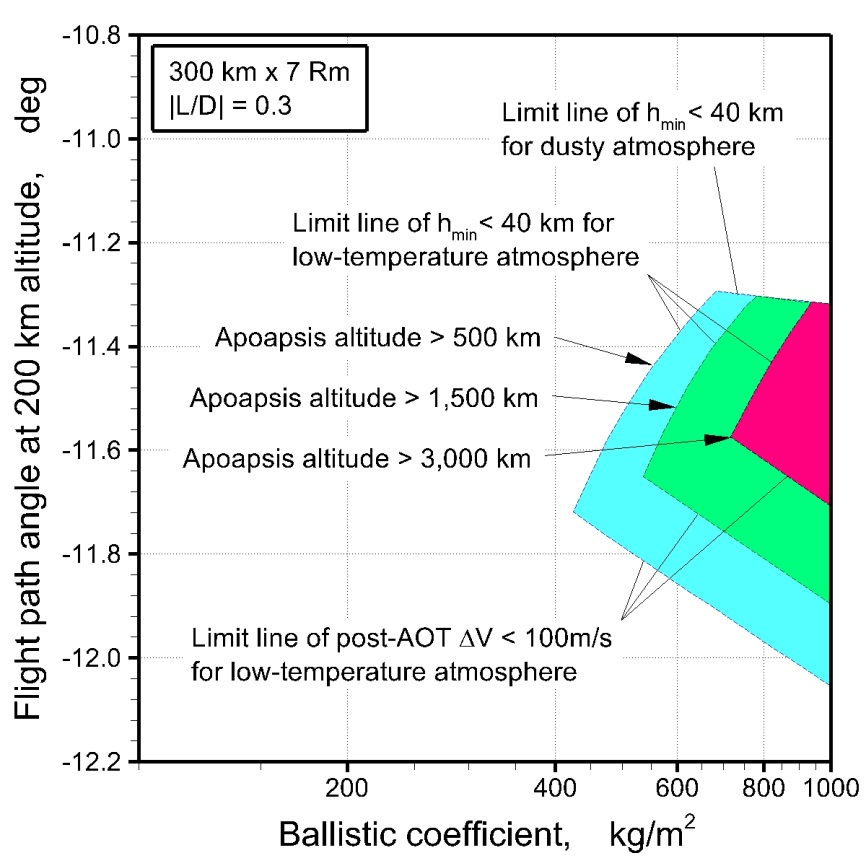 300 km x 7 Rm
|L/D| = 0.3
Limit line of hmin< 40 km
for dusty atmosphere
Limit line of hmin< 40 km for
low-temperature atmosphere
Apoapsis altitude > 500 km
Apoapsis altitude > 1,500 km
Apoapsis altitude > 3,000 km
Limit line of post-AOT ΔV < 100m/s
for low-temperature atmosphere
Flight path angle at 200 km altitude, deg
-10.8
-11.0
-11.2
-11.4
-11.6
-11.8
-12.0
-12.2
200 400 600 800 1000
Ballistic coefficient, kg/m²